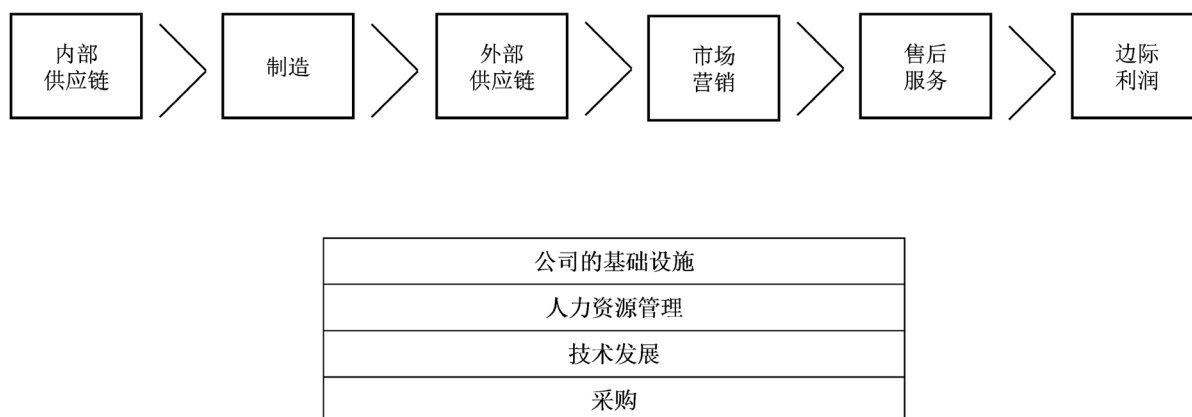 内部
供应链
制造
外部
供应链
市场
营销
售后
服务
边际
利润
公司的基础设施
人力资源管理
技术发展
采购